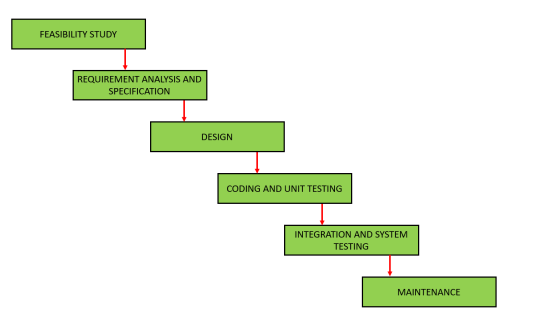 FEASIBILITY STUDY
REQUIREMENT ANALYSIS AND
SPECIFICATION
DESIGN
CODING AND UNIT TESTING
INTEGRATION AND SYSTEM
TESTING
MAINTENANCE